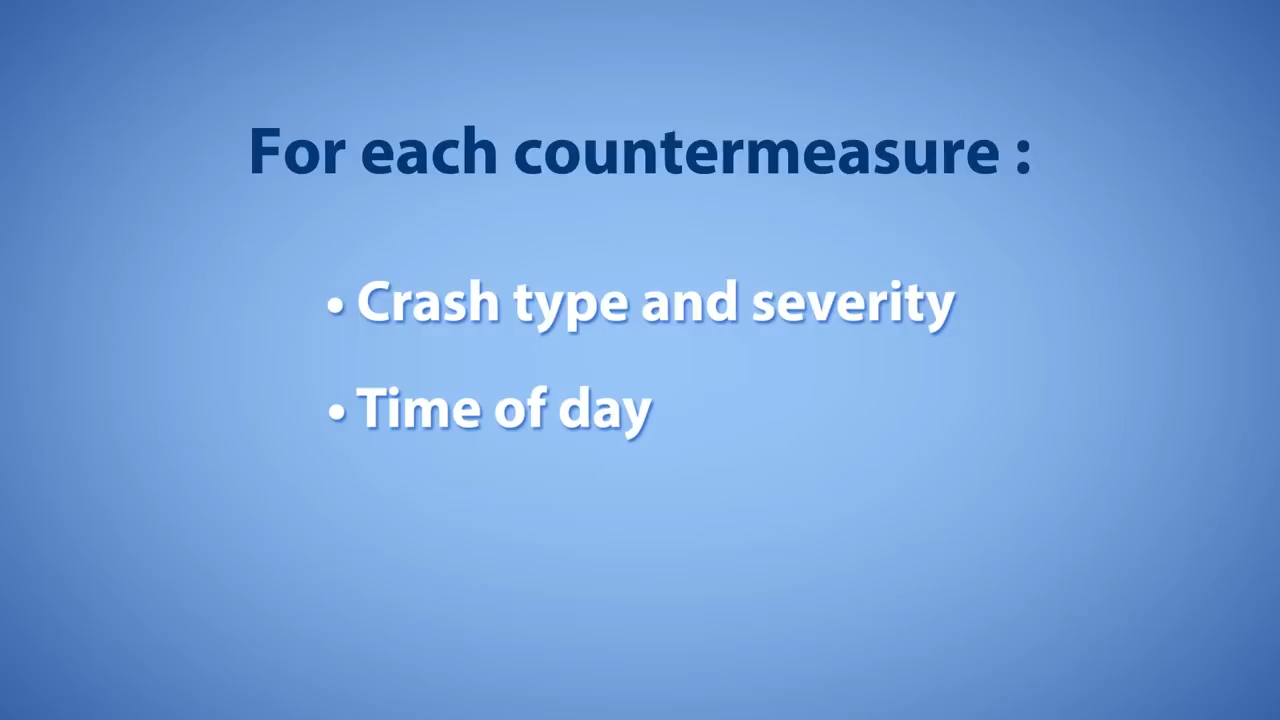 For each countermeasure :
• Crash type and severity
• Time of day